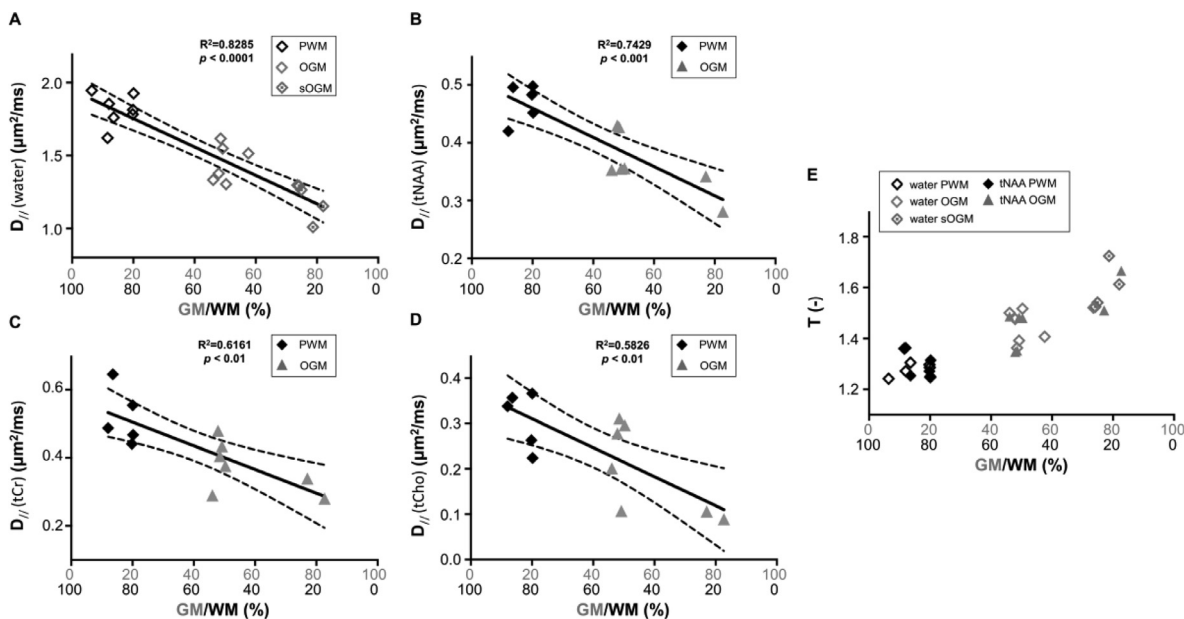 A
R²=0.8285
p < 0.0001
PWM
OGM
sOGM
D// (water) (µm²/ms)
2.0
1.5
1.0
0 20 40 60 80 100
100 80 60 40 20 0
GM/WM (%)
B
R²=0.7429
p < 0.001
PWM
OGM
D// (tNAA) (µm²/ms)
0.5
0.4
0.3
0.2
0 20 40 60 80 100
100 80 60 40 20 0
GM/WM (%)
C
R²=0.6161
p < 0.01
PWM
OGM
D// (tCr) (µm²/ms)
0.6
0.4
0.2
0 20 40 60 80 100
100 80 60 40 20 0
GM/WM (%)
D
R²=0.5826
p < 0.01
PWM
OGM
D// (tCho) (µm²/ms)
0.4
0.3
0.2
0.1
0.0
0 20 40 60 80 100
100 80 60 40 20 0
GM/WM (%)
E
water PWM
water OGM
water sOGM
tNAA PWM
tNAA OGM
T (-)
1.8
1.6
1.4
1.2
0 20 40 60 80 100
100 80 60 40 20 0
GM/WM (%)